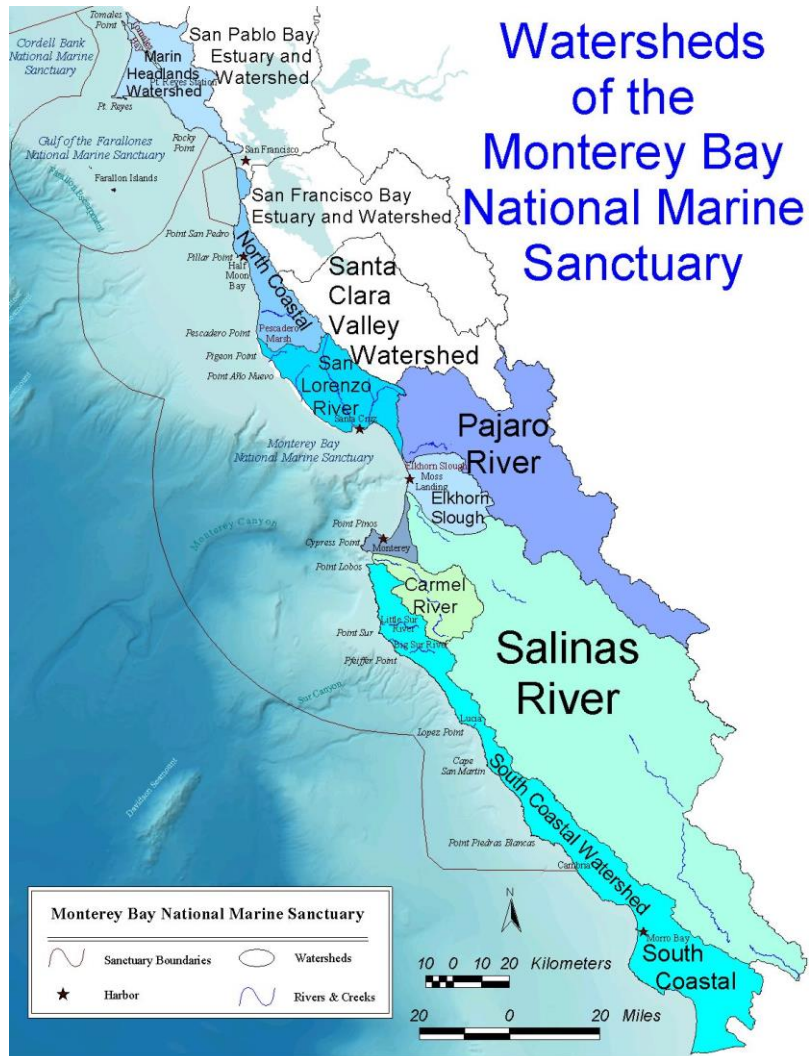 Watersheds
of the
Monterey Bay
National Marine
Sanctuary
Tomales
Point
Tomales
Bay
Cordell Bank
National Marine
Sanctuary
Marin
Headlands
Watershed
Pt. Reyes Station
San Pablo Bay
Estuary and
Watershed
Pt. Reyes
Rocky
Point
San Francisco
Gulf of the Farallones
National Marine Sanctuary
Farallon Islands
Farallon Escarpment
San Francisco Bay
Estuary and Watershed
Point San Pedro
Pillar Point
Half
Moon
Bay
North Coastal
Santa
Clara
Valley
Watershed
Pescadero
Marsh
Pescadero Point
Pigeon Point
Point Año Nuevo
San
Lorenzo
River
Santa Cruz
Pajaro
River
Monterey Bay
National Marine Sanctuary
Elkhorn Slough
Moss
Landing
Elkhorn
Slough
Monterey Canyon
Point Pinos
Cypress Point
Monterey
Point Lobos
Carmel
River
Little Sur
River
Point Sur
Big Sur River
Pfeiffer Point
Salinas
River
Sur Canyon
Lucia
Lopez Point
Cape
San Martin
Davidson Seamount
South Coastal Watershed
Point Piedras Blancas
Cambria
Morro Bay
South
Coastal
Monterey Bay National Marine Sanctuary
Sanctuary Boundaries
Watersheds
Harbor
Rivers & Creeks
N
10 0 10 20 Kilometers
20 0 20 Miles